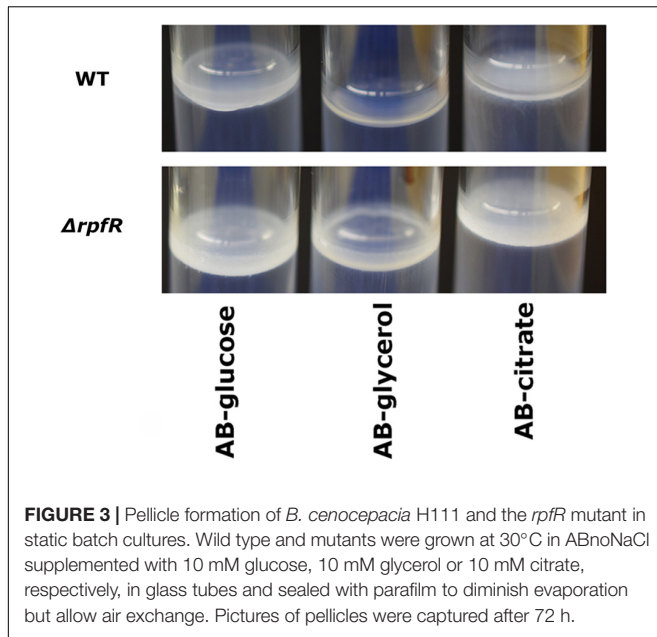 WT
ΔrpfR
AB-glucose
AB-glycerol
AB-citrate
FIGURE 3 | Pellicle formation of B. cenocepacia H111 and the rpfR mutant in
static batch cultures. Wild type and mutants were grown at 30°C in ABnoNaCl
supplemented with 10 mM glucose, 10 mM glycerol or 10 mM citrate,
respectively, in glass tubes and sealed with parafilm to diminish evaporation
but allow air exchange. Pictures of pellicles were captured after 72 h.